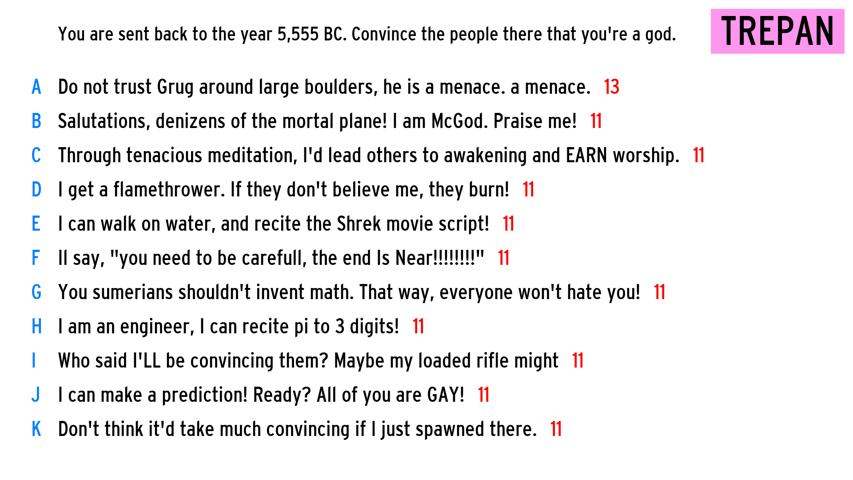 You are sent back to the year 5,555 BC. Convince the people there that you're a god.
TREPAN
A Do not trust Grug around large boulders, he is a menace. a menace. 13
B Salutations, denizens of the mortal plane! I am McGod. Praise me! 11
C Through tenacious meditation, I'd lead others to awakening and EARN worship. 11
D I get a flamethrower. If they don't believe me, they burn! 11
E I can walk on water, and recite the Shrek movie script! 11
F Il say, "you need to be carefull, the end Is Near!!!!!!!!" 11
G You sumerians shouldn't invent math. That way, everyone won't hate you! 11
H I am an engineer, I can recite pi to 3 digits! 11
I Who said I'LL be convincing them? Maybe my loaded rifle might 11
J I can make a prediction! Ready? All of you are GAY! 11
K Don't think it'd take much convincing if I just spawned there. 11